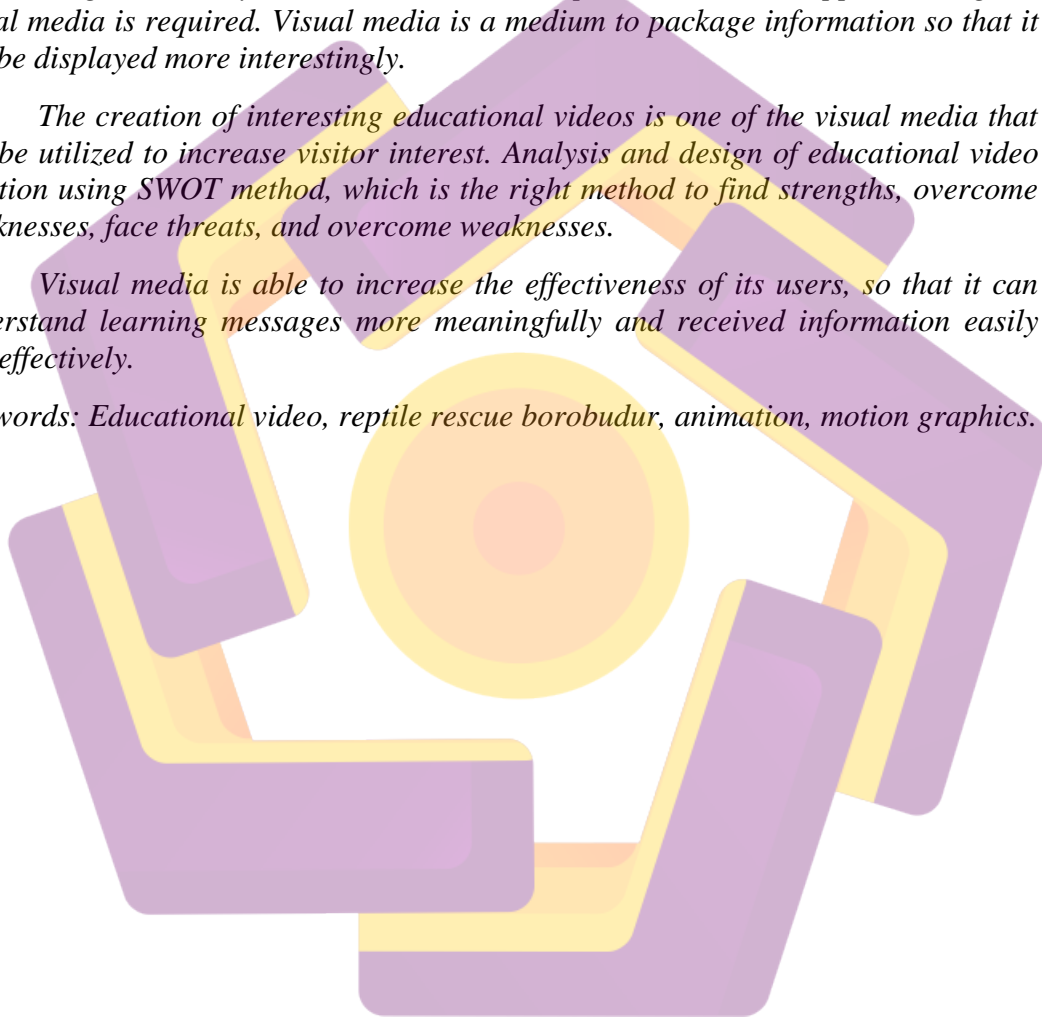 al media is required. Visual media is a medium to package information so that it
be displayed more interestingly.
The creation of interesting educational videos is one of the visual media that
be utilized to increase visitor interest. Analysis and design of educational video
tion using SWOT method, which is the right method to find strengths, overcome
knesses, face threats, and overcome weaknesses.
Visual media is able to increase the effectiveness of its users, so that it can
erstand learning messages more meaningfully and received information easily
effectively.
words: Educational video, reptile rescue borobudur, animation, motion graphics.